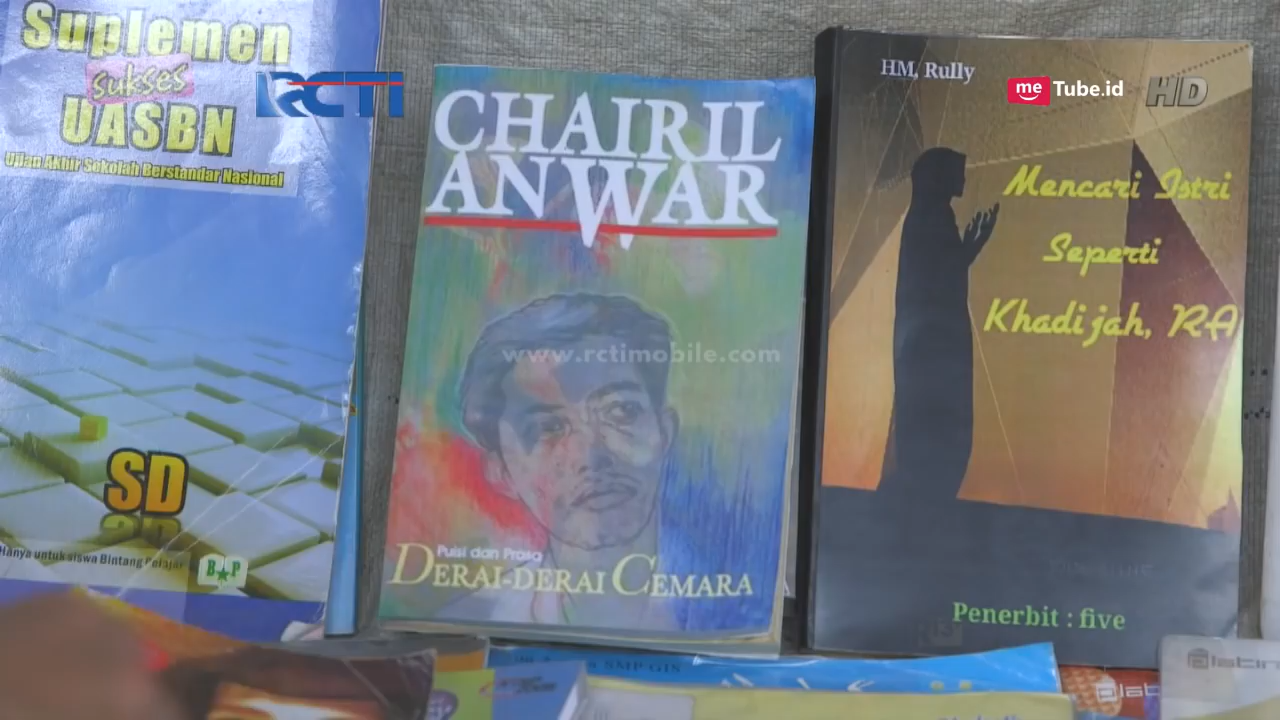 Suplemen
sukses
UASBN
Ujian Akhir Sekolah Berstandar Nasional
SD
Hanya untuk siswa Bintang Pelajar
B★P
RCTI
CHAIRIL
ANWAR
www.rctimobile.com
Puisi dan Prosa
DERAI-DERAI CEMARA
HM, Rully
me Tube.id
HD
Mencari Istri
Seperti
Khadijah, RA
Penerbit : five
SMP